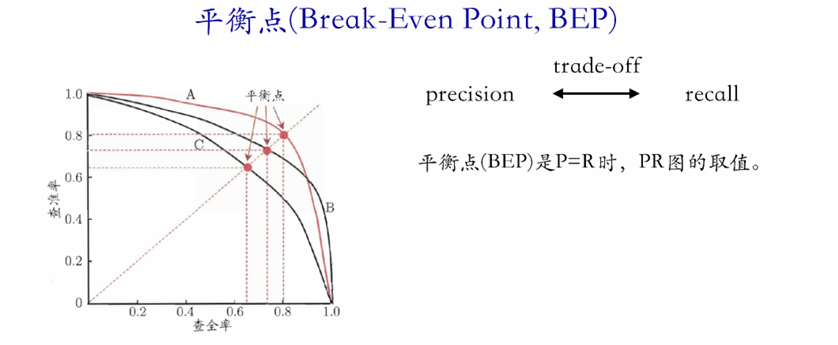 平衡点(Break-Even Point, BEP)
trade-off
precision
recall
平衡点(BEP)是P=R时，PR图的取值。
平衡点
A
B
C
查准率
1.0
0.8
0.6
0.4
0.2
0
0.2
0.4
0.6
0.8
1.0
查全率